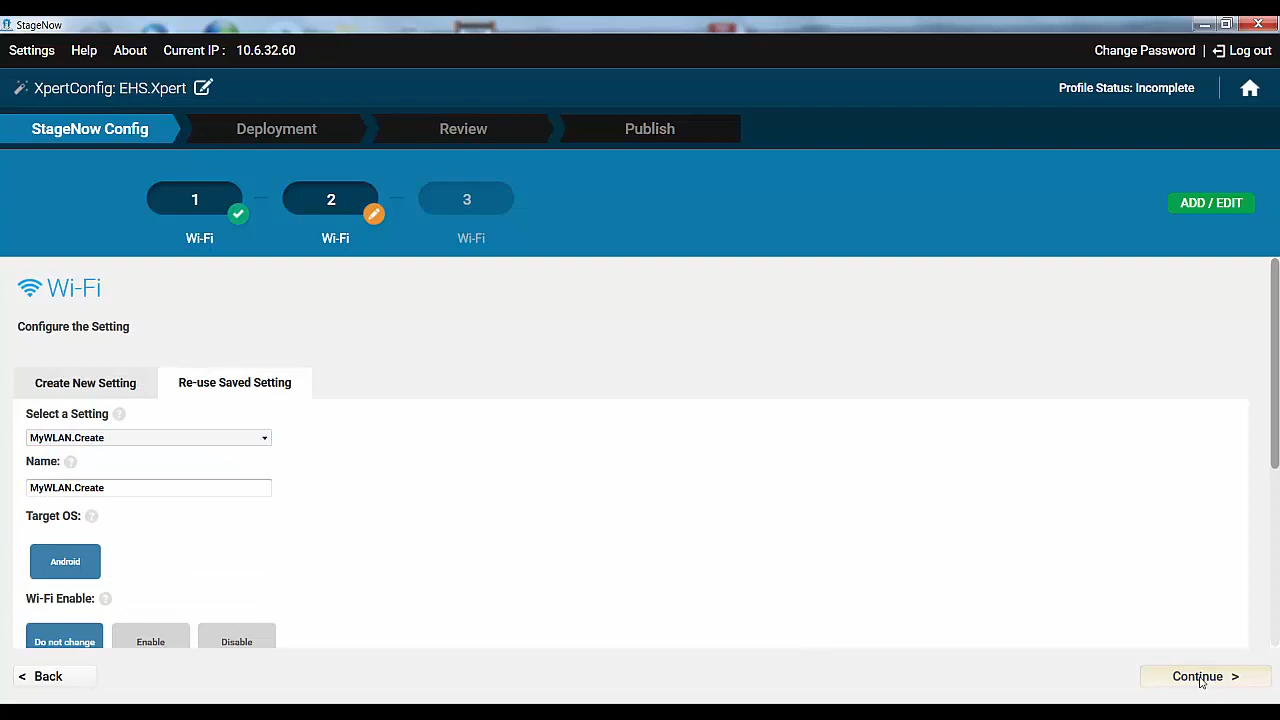 StageNow
Settings Help About Current IP : 10.6.32.60 Change Password | Log out
XpertConfig: EHS.Xpert Profile Status: Incomplete
StageNow Config Deployment Review Publish
1 2 3
ADD / EDIT
Wi-Fi Wi-Fi Wi-Fi
Wi-Fi
Configure the Setting
Create New Setting Re-use Saved Setting
Select a Setting ?
MyWLAN.Create
Name: ?
MyWLAN.Create
Target OS: ?
Android
Wi-Fi Enable: ?
Do not change Enable Disable
< Back Continue >